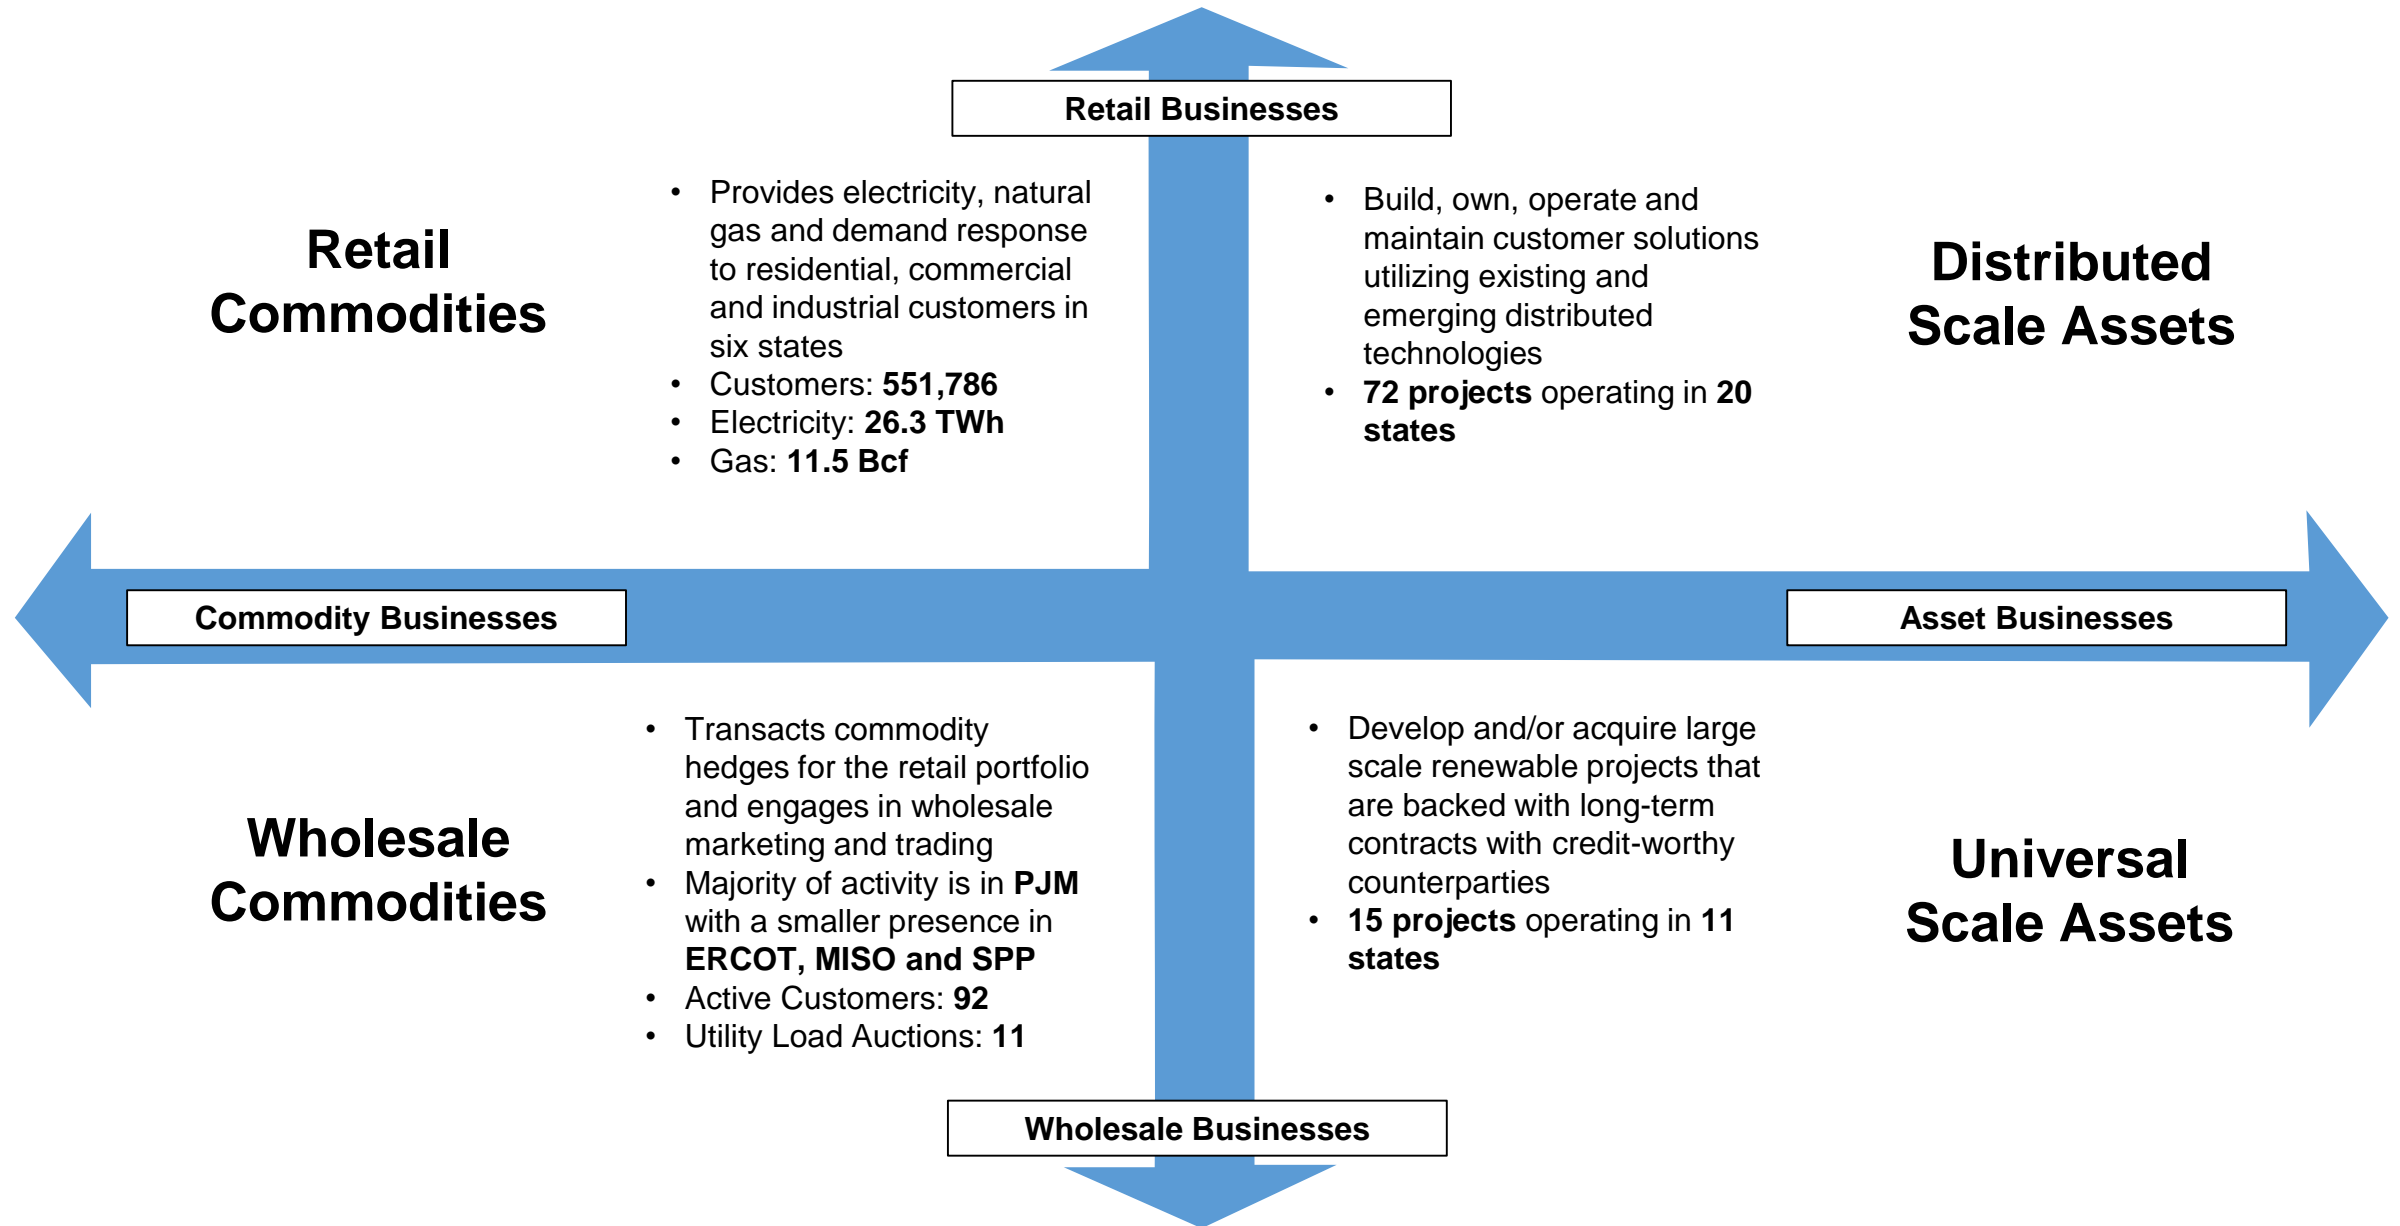 Retail Businesses
Retail
Commodities
• Provides electricity, natural
gas and demand response
to residential, commercial
and industrial customers in
six states
• Customers: 551,786
• Electricity: 26.3 TWh
• Gas: 11.5 Bcf
• Build, own, operate and
maintain customer solutions
utilizing existing and
emerging distributed
technologies
• 72 projects operating in 20
states
Distributed
Scale Assets
Commodity Businesses
Asset Businesses
Wholesale
Commodities
• Transacts commodity
hedges for the retail portfolio
and engages in wholesale
marketing and trading
• Majority of activity is in PJM
with a smaller presence in
ERCOT, MISO and SPP
• Active Customers: 92
• Utility Load Auctions: 11
• Develop and/or acquire large
scale renewable projects that
are backed with long-term
contracts with credit-worthy
counterparties
• 15 projects operating in 11
states
Universal
Scale Assets
Wholesale Businesses